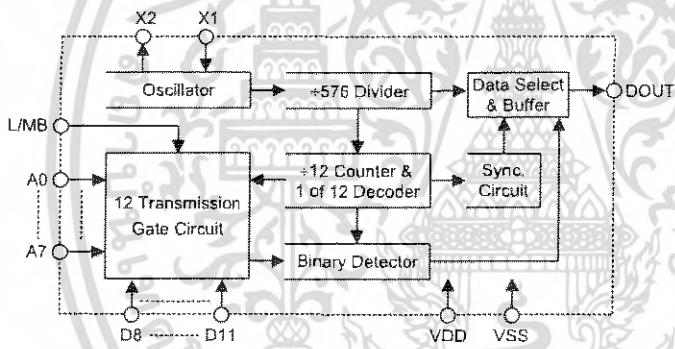 X2 X1
Oscillator
÷576 Divider
Data Select
& Buffer
DOUT
L/MB
A0
A7
12 Transmission
Gate Circuit
÷12 Counter &
1 of 12 Decoder
Sync.
Circuit
Binary Detector
D8 D11 VDD VSS